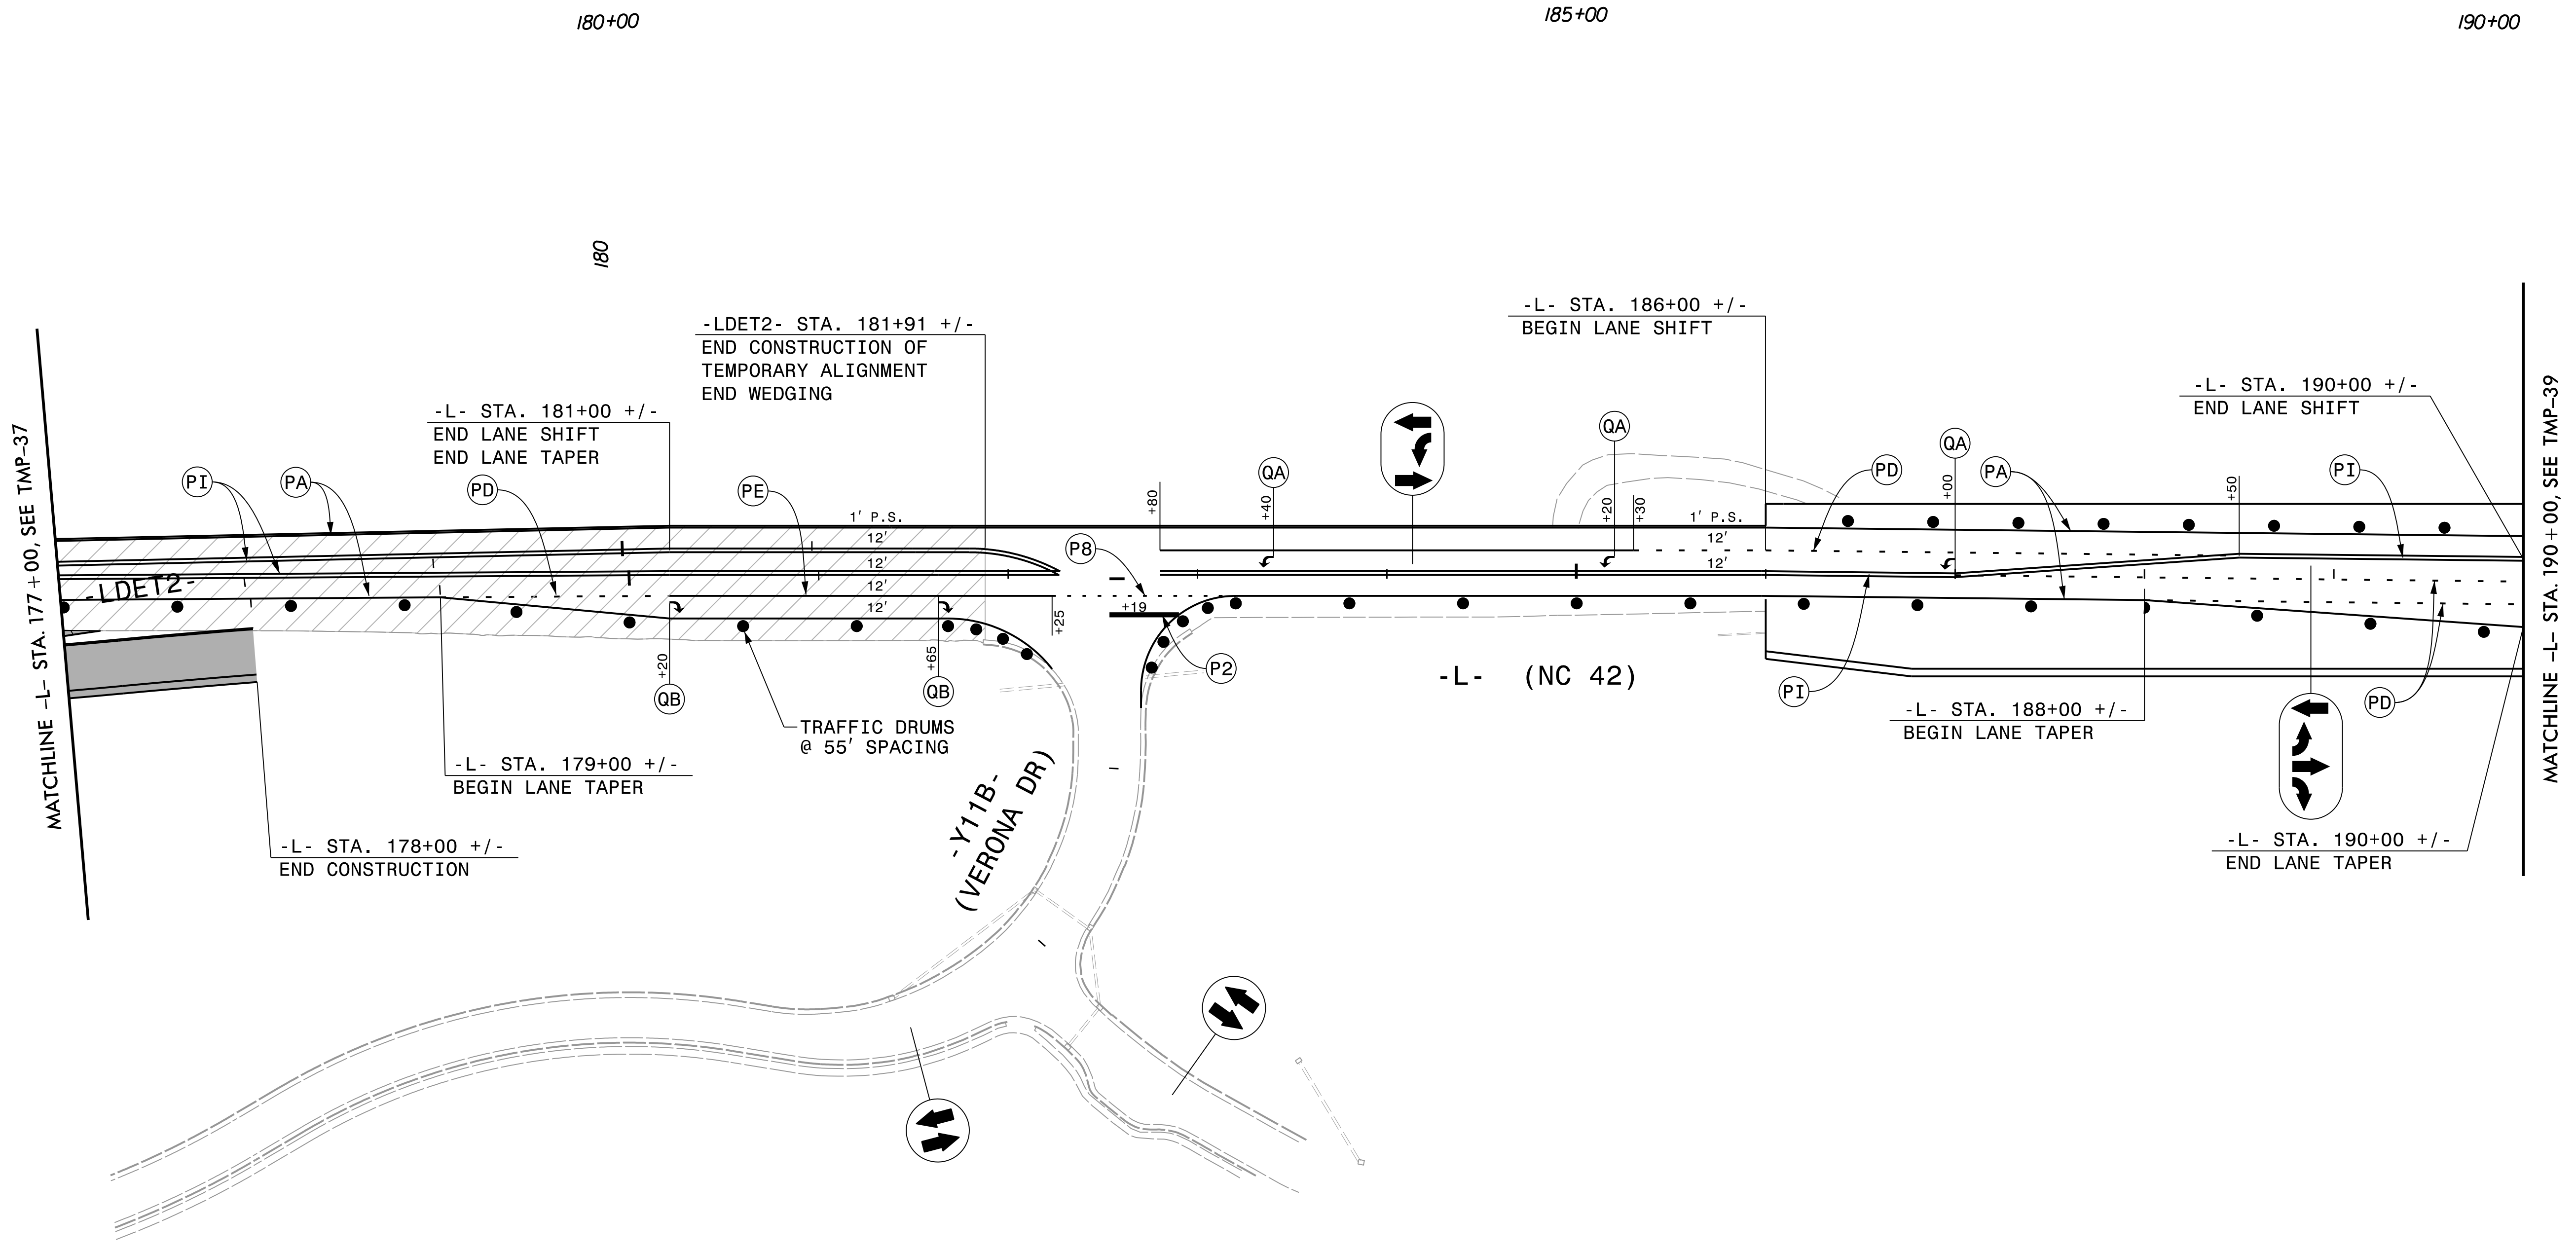 180+00
185+00
190+00
180
-L- STA. 186+00 +/-
BEGIN LANE SHIFT
-LDET2- STA. 181+91 +/-
END CONSTRUCTION OF
TEMPORARY ALIGNMENT
END WEDGING
-L- STA. 190+00 +/-
END LANE SHIFT
-L- STA. 181+00 +/-
END LANE SHIFT
END LANE TAPER
MATCHLINE -L- STA. 177+00, SEE TMP-37
MATCHLINE -L- STA. 190+00, SEE TMP-39
PI
PA
PD
PE
QA
QA
QA
PD
PA
PI
+80
+40
+20
+30
+00
+50
1' P.S.
1' P.S.
12'
12'
12'
12'
12'
12'
P8
-LDET2-
+19
+25
+20
+65
QB
QB
P2
-L- (NC 42)
PI
PD
-L- STA. 188+00 +/-
BEGIN LANE TAPER
TRAFFIC DRUMS
@ 55' SPACING
-L- STA. 179+00 +/-
BEGIN LANE TAPER
-Y11B-
(VERONA DR)
-L- STA. 178+00 +/-
END CONSTRUCTION
-L- STA. 190+00 +/-
END LANE TAPER